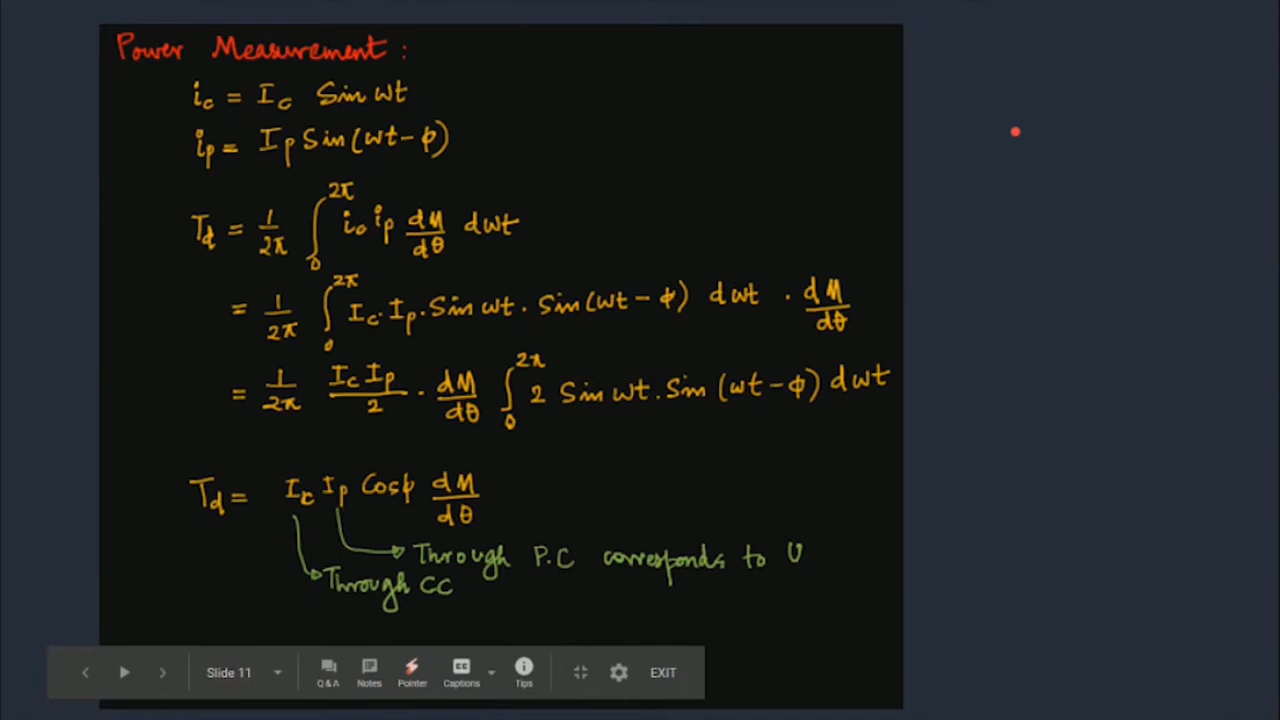 Power Measurement :
i_c = I_c Sin ωt
i_p = I_p Sin(ωt - ϕ)
T_d = 1/2π ∫_0^2π i_c i_p dM/dθ dωt
= 1/2π ∫_0^2π I_c · I_p · Sin ωt · Sin(ωt - ϕ) dωt · dM/dθ
= 1/2π I_c I_p/2 · dM/dθ ∫_0^2π 2 Sin ωt . Sin (ωt - ϕ) dωt
T_d = I_c I_p Cosϕ dM/dθ
Through P.C corresponds to V
Through CC
Slide 11
Q&A Notes Pointer Captions Tips EXIT